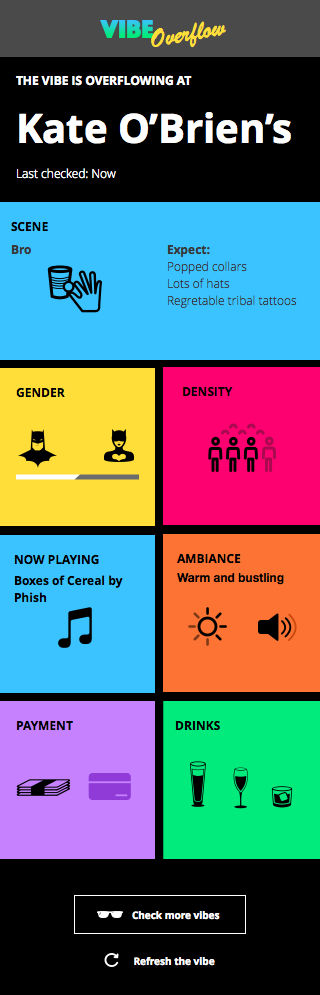 VIBE Overflow
THE VIBE IS OVERFLOWING AT
Kate O’Brien’s
Last checked: Now
SCENE
Bro
Expect:
Popped collars
Lots of hats
Regretable tribal tattoos
GENDER
DENSITY
NOW PLAYING
Boxes of Cereal by
Phish
AMBIANCE
Warm and bustling
PAYMENT
DRINKS
Check more vibes
Refresh the vibe